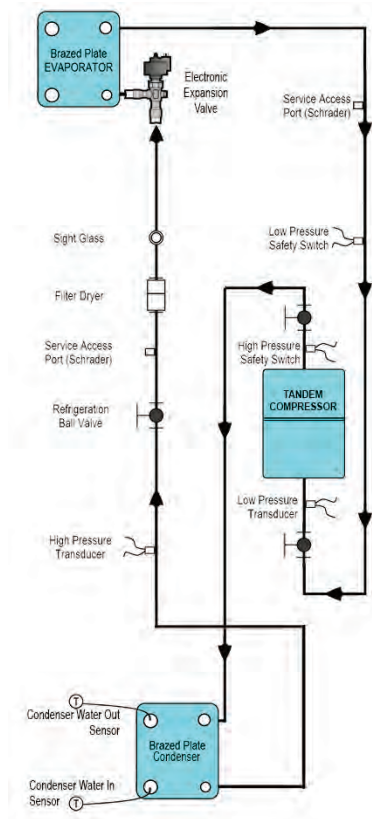 Brazed Plate
EVAPORATOR
Electronic
Expansion
Valve
Service Access
Port (Schrader)
Sight Glass
Low Pressure
Safety Switch
Filter Dryer
Service Access
Port (Schrader)
High Pressure
Safety Switch
TANDEM
COMPRESSOR
Refrigeration
Ball Valve
Low Pressure
Transducer
High Pressure
Transducer
T
Condenser Water Out
Sensor
Brazed Plate
Condenser
Condenser Water In
Sensor
T